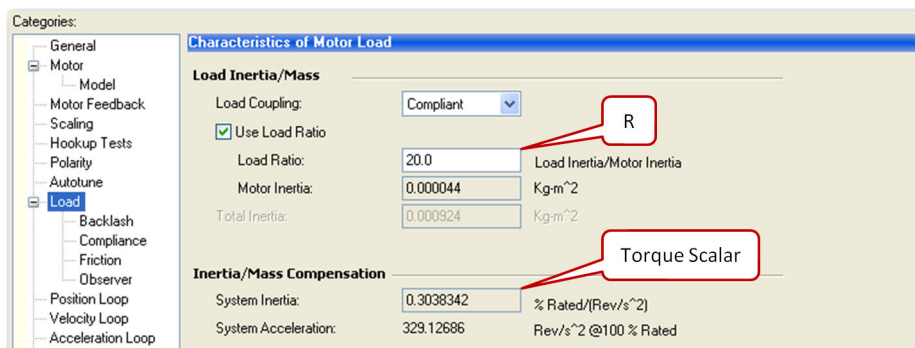 Categories:
General
Motor
Model
Motor Feedback
Scaling
Hookup Tests
Polarity
Autotune
Load
Backlash
Compliance
Friction
Observer
Position Loop
Velocity Loop
Acceleration Loop
Characteristics of Motor Load
Load Inertia/Mass
Load Coupling: Compliant
R
Use Load Ratio
Load Ratio: 20.0 Load Inertia/Motor Inertia
Motor Inertia: 0.000044 Kg-m^2
Total Inertia: 0.000924 Kg-m^2
Torque Scalar
Inertia/Mass Compensation
System Inertia: 0.3038342 % Rated/(Rev/s^2)
System Acceleration: 329.12686 Rev/s^2 @100 % Rated